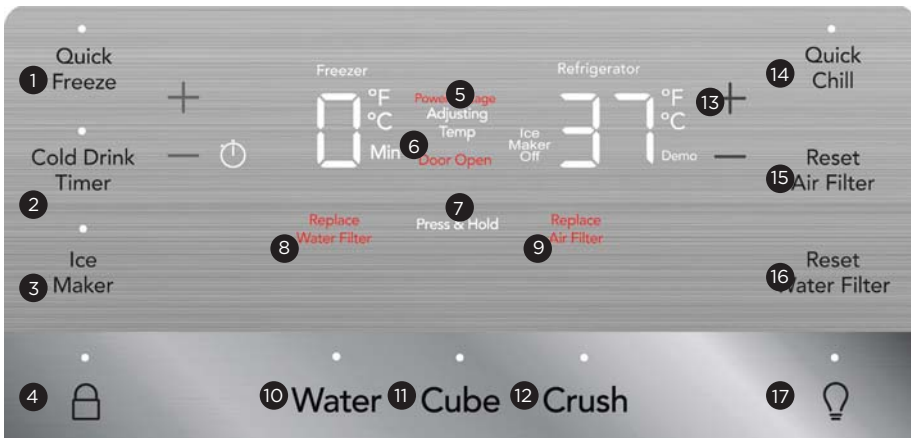 Quick
Freeze
1
Cold Drink
Timer
2
Ice
Maker
3
4
Freezer
0
°F
°C
Min
5
Adjusting
Temp
6
Door Open
Ice
Maker
Off
Refrigerator
37
°F
°C
Demo
13
+
−
7
Press & Hold
Replace
Water Filter
8
Replace
Air Filter
9
Quick
Chill
14
Reset
Air Filter
15
Reset
Water Filter
16
10 Water
11 Cube
12 Crush
17